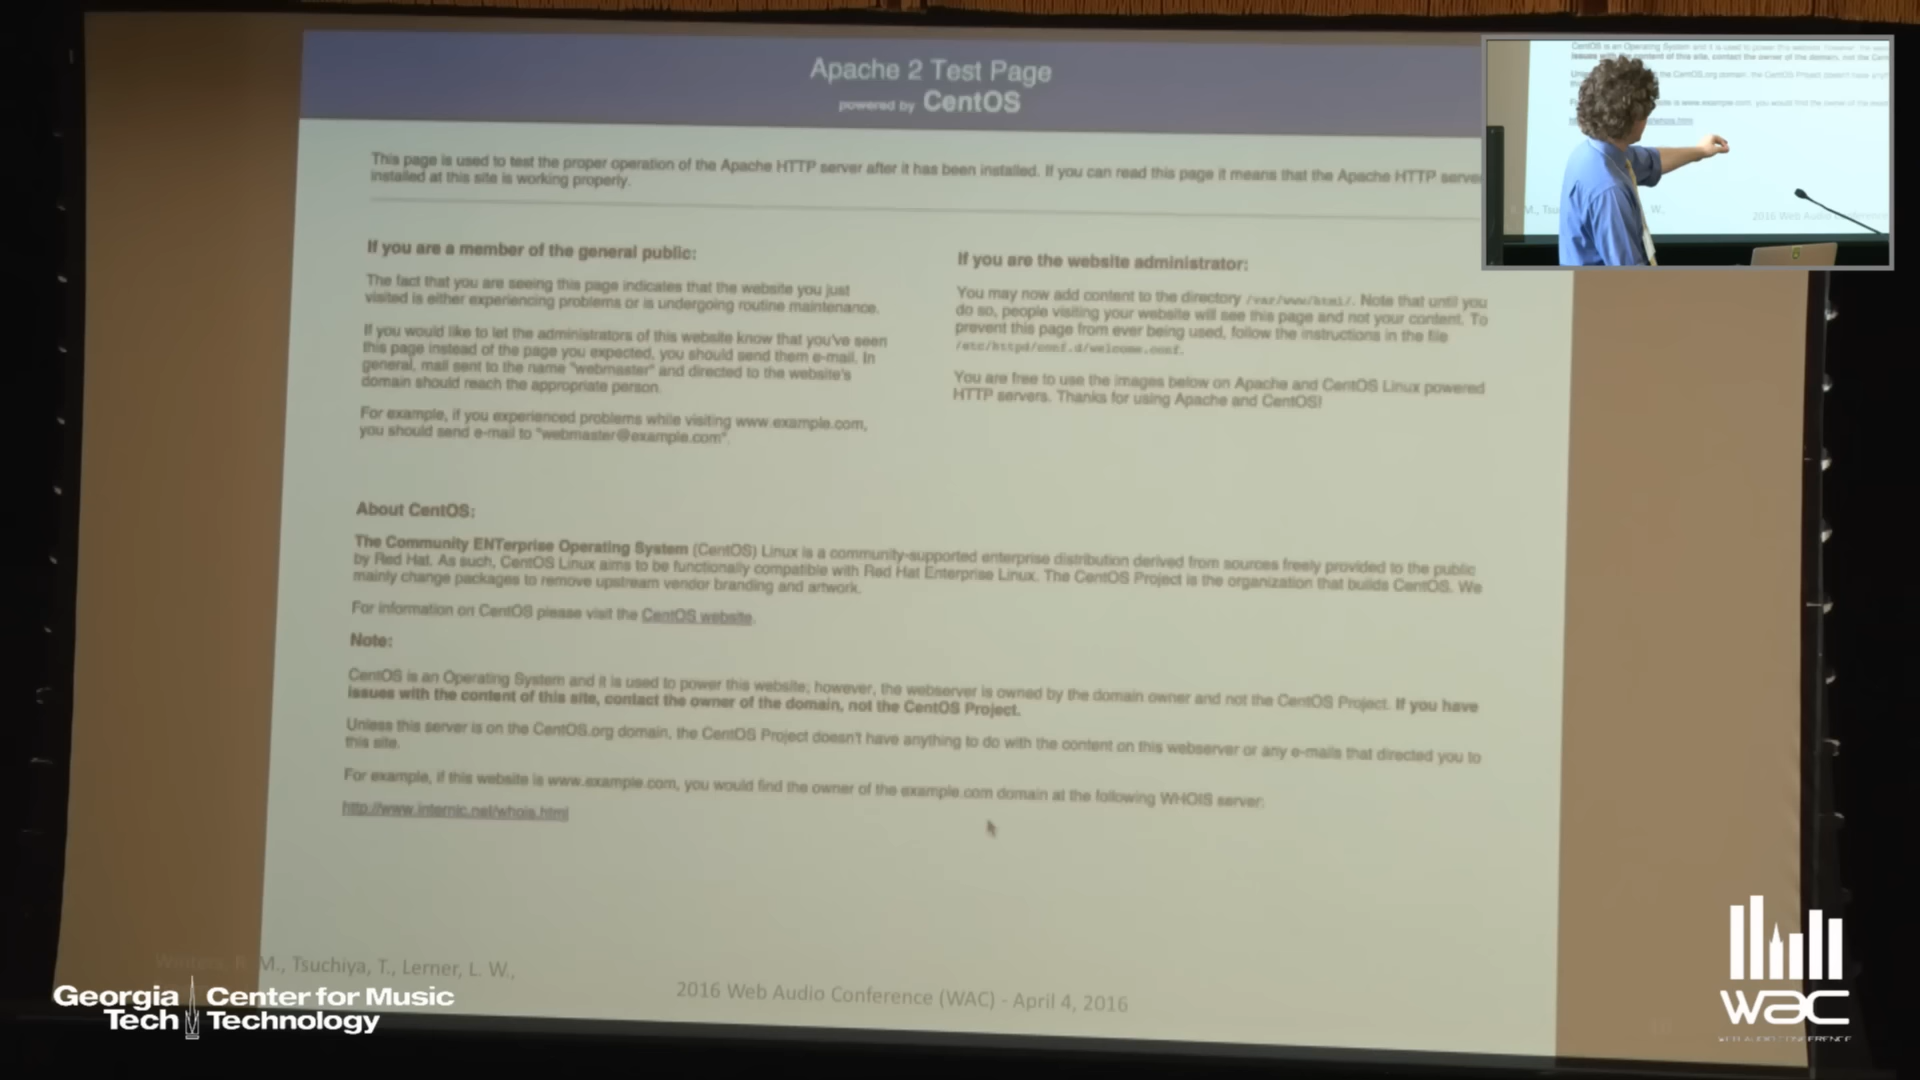 Apache 2 Test Page
powered by CentOS
This page is used to test the proper operation of the Apache HTTP server after it has been installed. If you can read this page it means that the Apache HTTP server
installed at this site is working properly.
If you are a member of the general public:
The fact that you are seeing this page indicates that the website you just
visited is either experiencing problems or is undergoing routine maintenance.
If you would like to let the administrators of this website know that you've seen
this page instead of the page you expected, you should send them e-mail. In
general, mail sent to the name "webmaster" and directed to the website's
domain should reach the appropriate person.
For example, if you experienced problems while visiting www.example.com,
you should send e-mail to "webmaster@example.com".
If you are the website administrator:
You may now add content to the directory /var/www/html/. Note that until you
do so, people visiting your website will see this page and not your content. To
prevent this page from ever being used, follow the instructions in the file
/etc/httpd/conf.d/welcome.conf.
You are free to use the images below on Apache and CentOS Linux powered
HTTP servers. Thanks for using Apache and CentOS!
About CentOS:
The Community ENTerprise Operating System (CentOS) Linux is a community-supported enterprise distribution derived from sources freely provided to the public
by Red Hat. As such, CentOS Linux aims to be functionally compatible with Red Hat Enterprise Linux. The CentOS Project is the organization that builds CentOS. We
mainly change packages to remove upstream vendor branding and artwork.
For information on CentOS please visit the CentOS website.
Note:
CentOS is an Operating System and it is used to power this website; however, the webserver is owned by the domain owner and not the CentOS Project. If you have
issues with the content of this site, contact the owner of the domain, not the CentOS Project.
Unless this server is on the CentOS.org domain, the CentOS Project doesn't have anything to do with the content on this webserver or any e-mails that directed you to
this site.
For example, if this website is www.example.com, you would find the owner of the example.com domain at the following WHOIS server:
http://www.internic.net/whois.html
M., Tsuchiya, T., Lerner, L. W.,
2016 Web Audio Conference (WAC) - April 4, 2016
Georgia Tech
Center for Music Technology
wac
WEB AUDIO CONFERENCE